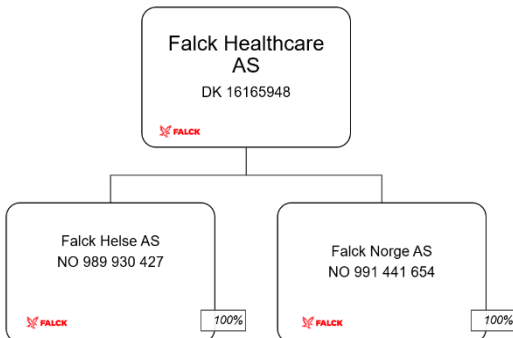 Falck Healthcare
AS
DK 16165948
FALCK
Falck Helse AS
NO 989 930 427
FALCK
100%
Falck Norge AS
NO 991 441 654
FALCK
100%